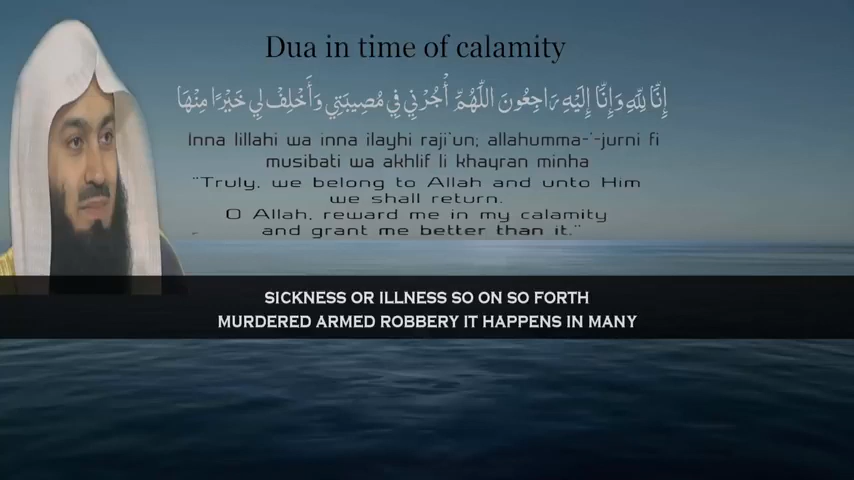 Dua in time of calamity
إِنَّا لِلَّهِ وَإِنَّا إِلَيْهِ رَاجِعُونَ اللَّهُمَّ أْجُرْنِي فِي مُصِيبَتِي وَأَخْلِفْ لِي خَيْرًا مِنْهَا
Inna lillahi wa inna ilayhi raji'un; allahumma-'-jurni fi
musibati wa akhlif li khayran minha
"Truly, we belong to Allah and unto Him
we shall return.
O Allah, reward me in my calamity
and grant me better than it."
SICKNESS OR ILLNESS SO ON SO FORTH
MURDERED ARMED ROBBERY IT HAPPENS IN MANY